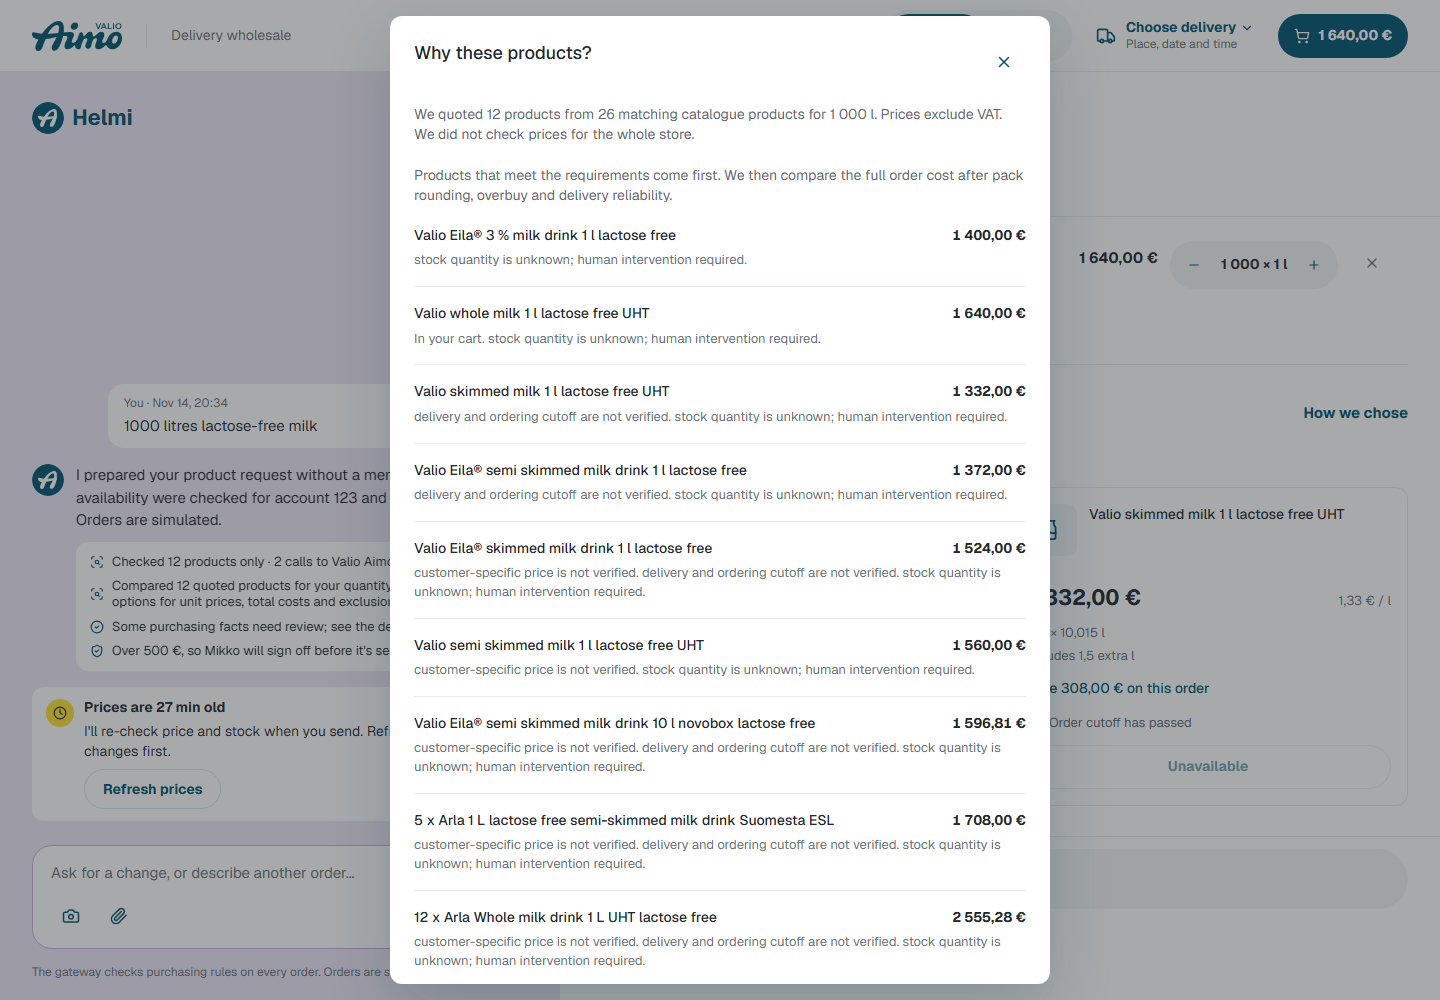 VALIO
Aimo
Delivery wholesale
Choose delivery
Place, date and time
1 640,00 €
Helmi
You · Nov 14, 20:34
1000 litres lactose-free milk
I prepared your product request without a
availability were checked for account 123 and
Orders are simulated.
Checked 12 products only · 2 calls to Valio
Compared 12 quoted products for your quantity
options for unit prices, total costs and
Some purchasing facts need review; see the
Over 500 €, so Mikko will sign off before it's
Prices are 27 min old
I'll re-check price and stock when you send.
changes first.
Refresh prices
Ask for a change, or describe another order...
The gateway checks purchasing rules on every order. Orders are
Why these products?
We quoted 12 products from 26 matching catalogue products for 1 000 l. Prices exclude VAT.
We did not check prices for the whole store.
Products that meet the requirements come first. We then compare the full order cost after pack
rounding, overbuy and delivery reliability.
Valio Eila® 3 % milk drink 1 l lactose free 1 400,00 €
stock quantity is unknown; human intervention required.
Valio whole milk 1 l lactose free UHT 1 640,00 €
In your cart. stock quantity is unknown; human intervention required.
Valio skimmed milk 1 l lactose free UHT 1 332,00 €
delivery and ordering cutoff are not verified. stock quantity is unknown; human intervention required.
Valio Eila® semi skimmed milk drink 1 l lactose free 1 372,00 €
delivery and ordering cutoff are not verified. stock quantity is unknown; human intervention required.
Valio Eila® skimmed milk drink 1 l lactose free 1 524,00 €
customer-specific price is not verified. delivery and ordering cutoff are not verified. stock quantity is
unknown; human intervention required.
Valio semi skimmed milk 1 l lactose free UHT 1 560,00 €
customer-specific price is not verified. stock quantity is unknown; human intervention required.
Valio Eila® semi skimmed milk drink 10 l novobox lactose free 1 596,81 €
customer-specific price is not verified. delivery and ordering cutoff are not verified. stock quantity is
unknown; human intervention required.
5 x Arla 1 L lactose free semi-skimmed milk drink Suomesta ESL 1 708,00 €
customer-specific price is not verified. delivery and ordering cutoff are not verified. stock quantity is
unknown; human intervention required.
12 x Arla Whole milk drink 1 L UHT lactose free 2 555,28 €
customer-specific price is not verified. delivery and ordering cutoff are not verified. stock quantity is
unknown; human intervention required.
1 640,00 €
− 1 000 × 1 l +
How we chose
Valio skimmed milk 1 l lactose free UHT
332,00 €
1,33 € / l
× 10,015 l
1,5 extra l
308,00 € on this order
Order cutoff has passed
Unavailable